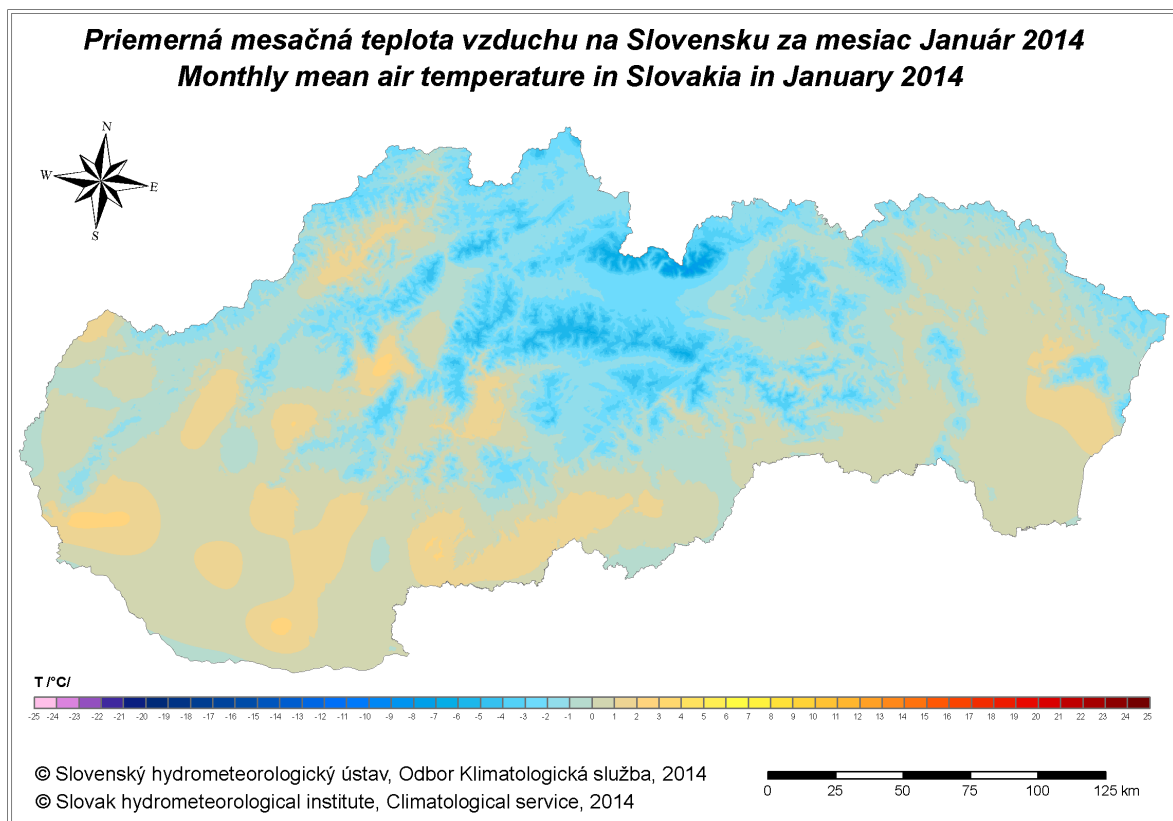 Priemerná mesačná teplota vzduchu na Slovensku za mesiac Január 2014
Monthly mean air temperature in Slovakia in January 2014
N
W
E
S
T /°C/
-25 -24 -23 -22 -21 -20 -19 -18 -17 -16 -15 -14 -13 -12 -11 -10 -9 -8 -7 -6 -5 -4 -3 -2 -1 0 1 2 3 4 5 6 7 8 9 10 11 12 13 14 15 16 17 18 19 20 21 22 23 24 25
© Slovenský hydrometeorologický ústav, Odbor Klimatologická služba, 2014
© Slovak hydrometeorological institute, Climatological service, 2014
0 25 50 75 100 125 km